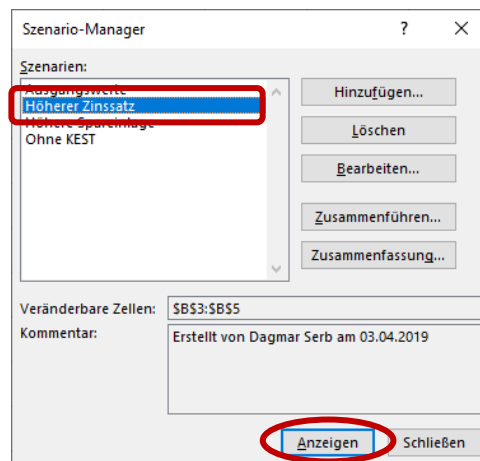 Szenario-Manager ? ×
Szenarien:
Ausgangswerte
Höherer Zinssatz
Höhere Spareinlage
Ohne KEST
Hinzufügen...
Löschen
Bearbeiten...
Zusammenführen...
Zusammenfassung...
Veränderbare Zellen: $B$3:$B$5
Kommentar: Erstellt von Dagmar Serb am 03.04.2019
Anzeigen Schließen